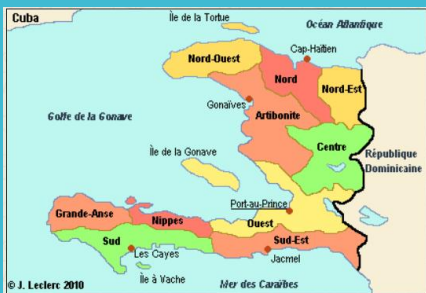 Cuba
Île de la Tortue
Océan Atlantique
Nord-Ouest
Cap-Haïtien
Nord
Nord-Est
Gonaïves
Golfe de la Gonave
Artibonite
Île de la Gonave
Centre
République
Dominicaine
Port-au-Prince
Grande-Anse
Nippes
Ouest
Sud
Sud-Est
Les Cayes
Jacmel
Île à Vache
© J. Leclerc 2010
Mer des Caraïbes